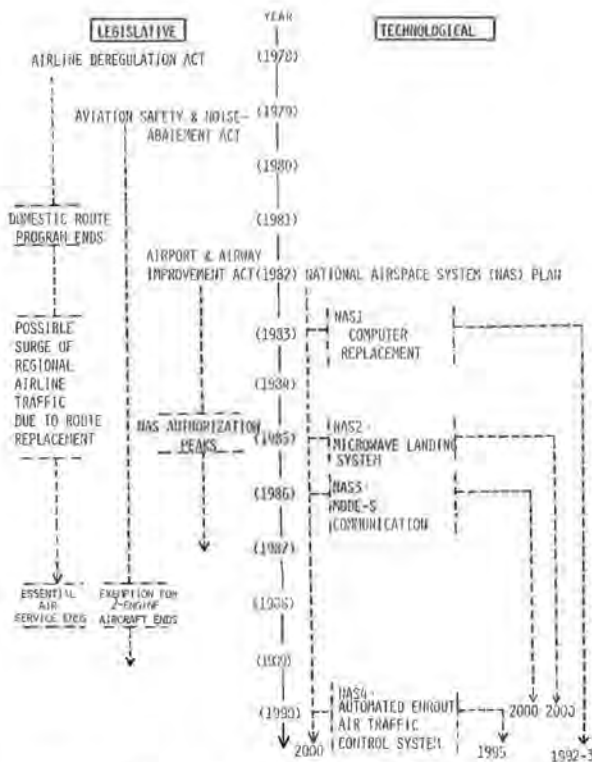 YEAR
LEGISLATIVE
TECHNOLOGICAL
AIRLINE DEREGULATION ACT
(1978)
AVIATION SAFETY & NOISE-
ABATEMENT ACT
(1979)
(1980)
(1981)
DOMESTIC ROUTE
PROGRAM ENDS
AIRPORT & AIRWAY
IMPROVEMENT ACT
(1982)
NATIONAL AIRSPACE SYSTEM (NAS) PLAN
POSSIBLE
SURGE OF
REGIONAL
AIRLINE
TRAFFIC
DUE TO ROUTE
REPLACEMENT
(1983)
NAS1
COMPUTER
REPLACEMENT
(1984)
NAS AUTHORIZATION
PEAKS
(1985)
NAS2
MICROWAVE LANDING
SYSTEM
(1986)
NAS3
MODE-S
COMMUNICATION
(1987)
ESSENTIAL
AIR
SERVICE ENDS
EXEMPTION FOR
2-ENGINE
AIRCRAFT ENDS
(1988)
(1989)
(1990)
NAS4
AUTOMATED ENROUT
AIR TRAFFIC
CONTROL SYSTEM
2000 2000
2000
1995
1992-3